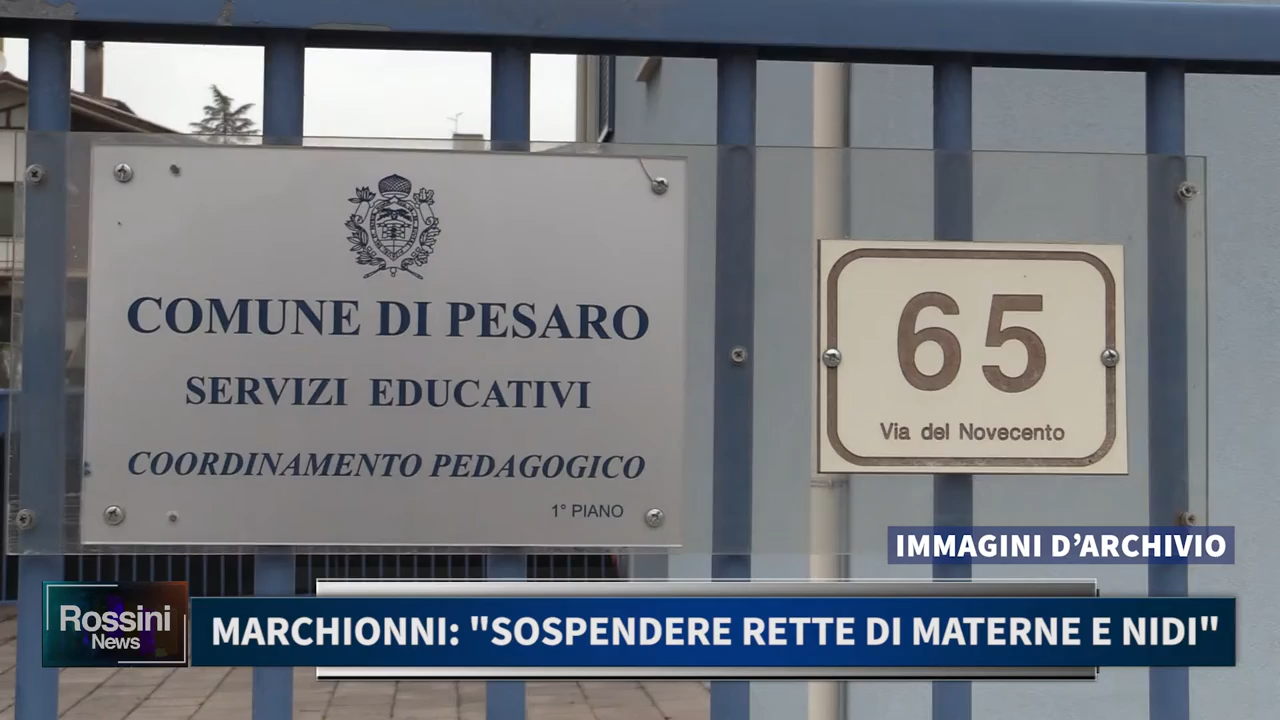 COMUNE DI PESARO
SERVIZI EDUCATIVI
COORDINAMENTO PEDAGOGICO
1° PIANO
65
Via del Novecento
IMMAGINI D'ARCHIVIO
Rossini
News
MARCHIONNI: "SOSPENDERE RETTE DI MATERNE E NIDI"